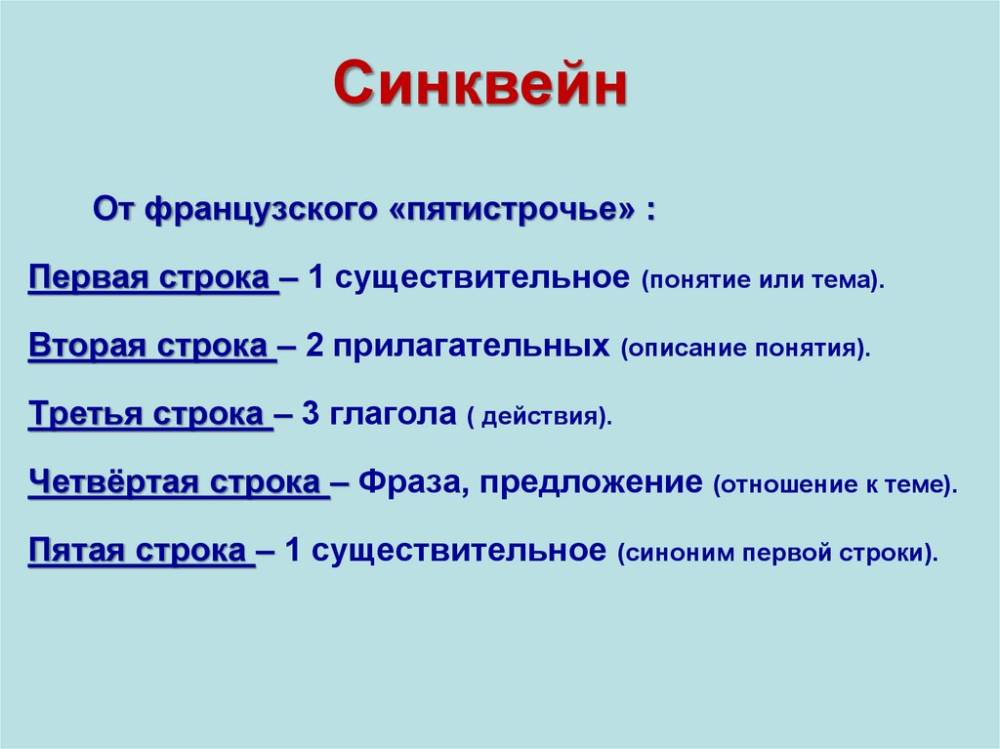 Синквейн
От французского «пятистрочье» :
Первая строка – 1 существительное (понятие или тема).
Вторая строка – 2 прилагательных (описание понятия).
Третья строка – 3 глагола ( действия).
Четвёртая строка – Фраза, предложение (отношение к теме).
Пятая строка – 1 существительное (синоним первой строки).